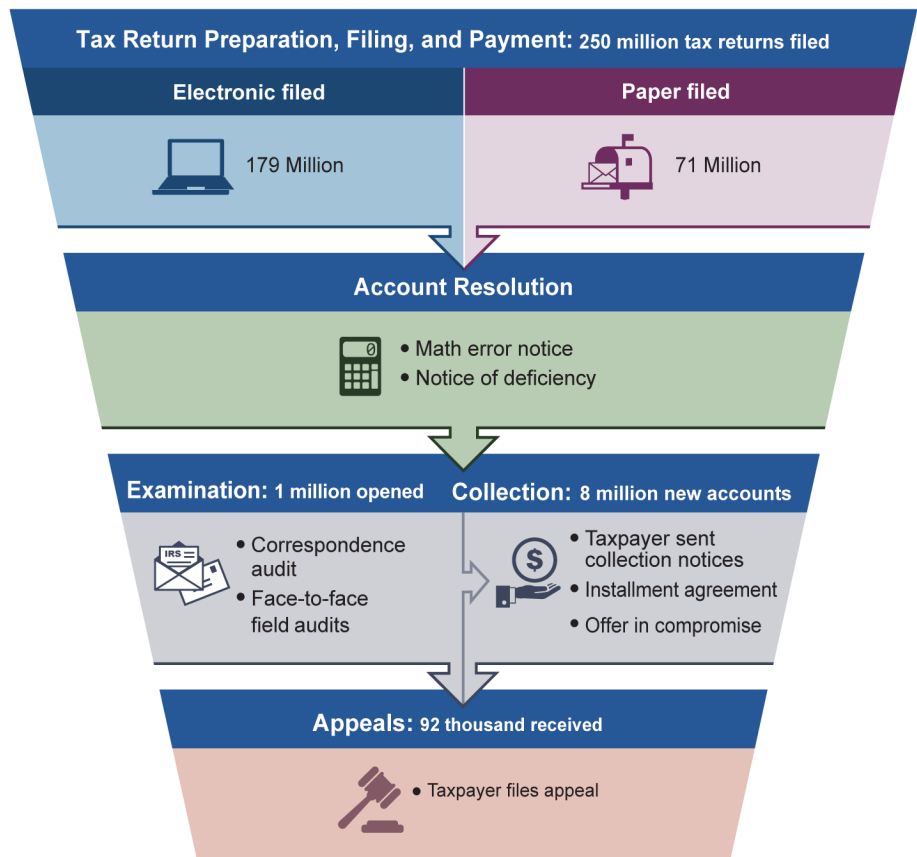 Tax Return Preparation, Filing, and Payment: 250 million tax returns filed
Electronic filed
Paper filed
179 Million
71 Million
Account Resolution
0
• Math error notice
• Notice of deficiency
Examination: 1 million opened
Collection: 8 million new accounts
IRS
• Correspondence
audit
• Face-to-face
field audits
$
• Taxpayer sent
collection notices
• Installment agreement
• Offer in compromise
Appeals: 92 thousand received
• Taxpayer files appeal